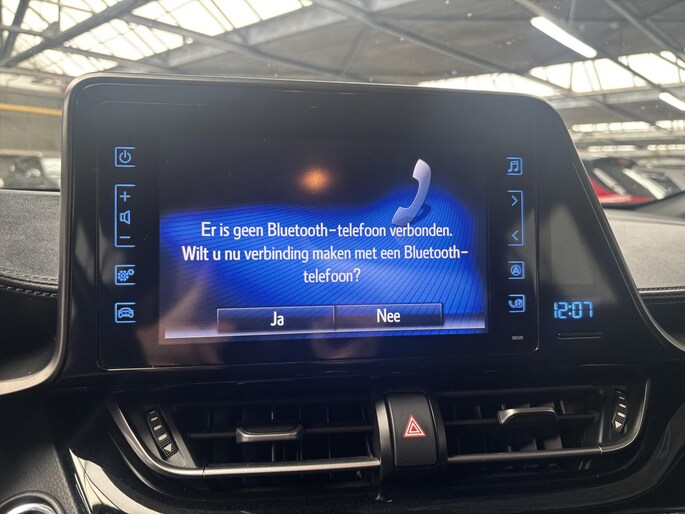 Er is geen Bluetooth-telefoon verbonden.
Wilt u nu verbinding maken met een Bluetooth-
telefoon?
Ja
Nee
12:07